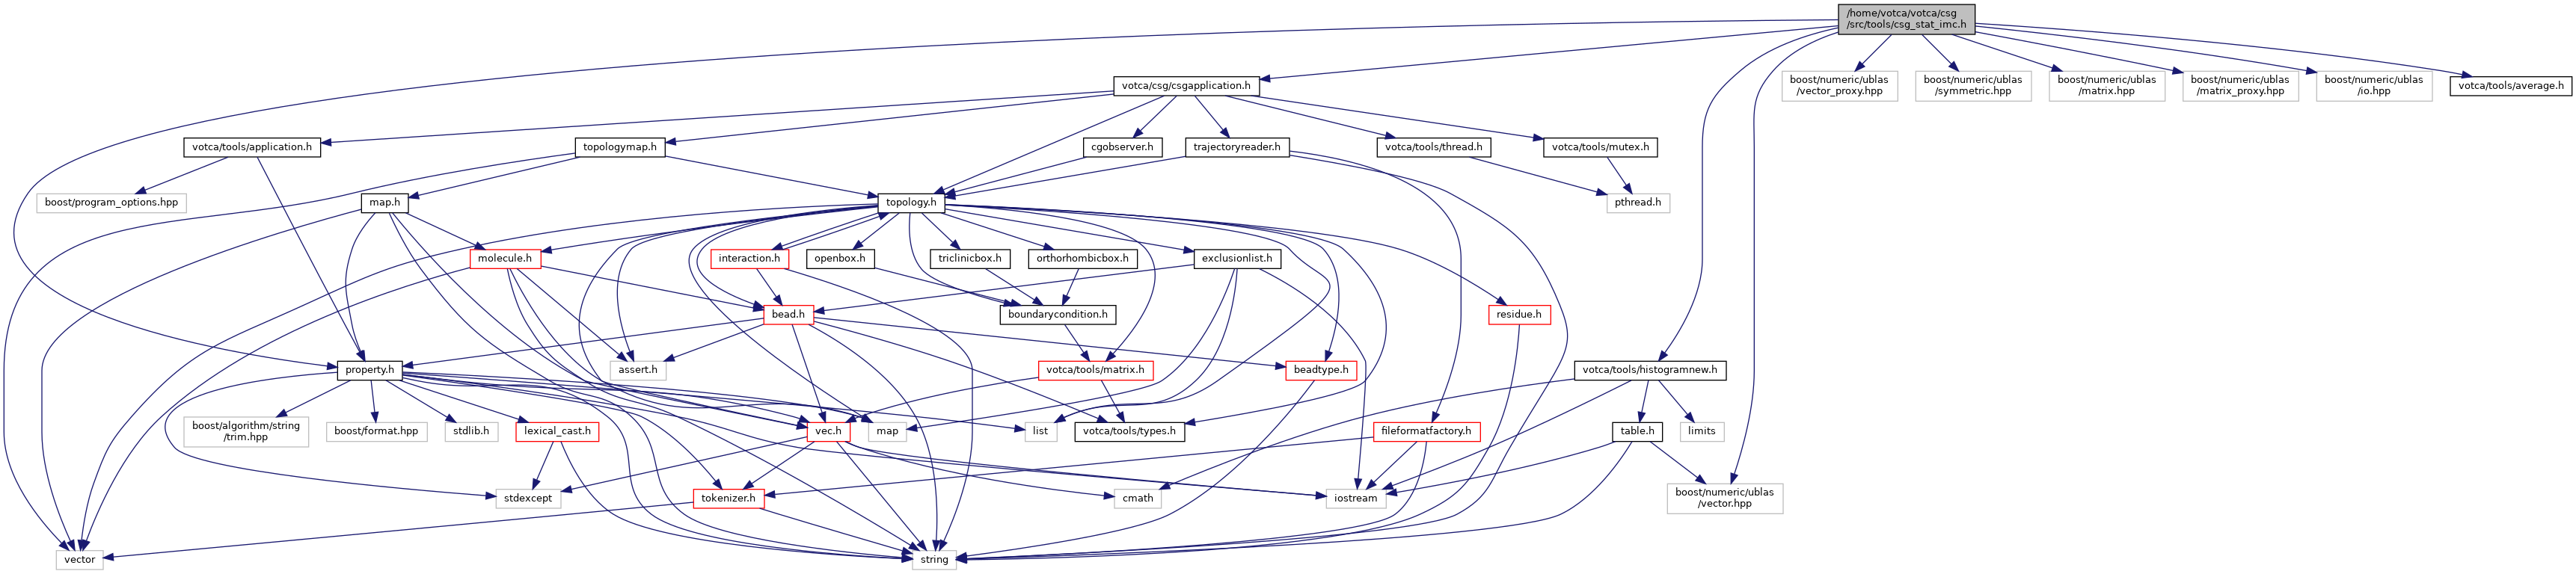 /home/votca/votca/csg
/src/tools/csg_stat_imc.h
votca/csg/csgapplication.h
boost/numeric/ublas
/vector_proxy.hpp
boost/numeric/ublas
/symmetric.hpp
boost/numeric/ublas
/matrix.hpp
boost/numeric/ublas
/matrix_proxy.hpp
boost/numeric/ublas
/io.hpp
votca/tools/average.h
votca/tools/application.h
topologymap.h
cgobserver.h
trajectoryreader.h
votca/tools/thread.h
votca/tools/mutex.h
boost/program_options.hpp
map.h
topology.h
pthread.h
molecule.h
interaction.h
openbox.h
triclinicbox.h
orthorhombicbox.h
exclusionlist.h
bead.h
boundarycondition.h
residue.h
property.h
assert.h
votca/tools/matrix.h
beadtype.h
votca/tools/histogramnew.h
boost/algorithm/string
/trim.hpp
boost/format.hpp
stdlib.h
lexical_cast.h
vec.h
map
list
votca/tools/types.h
fileformatfactory.h
table.h
limits
stdexcept
tokenizer.h
cmath
iostream
boost/numeric/ublas
/vector.hpp
vector
string